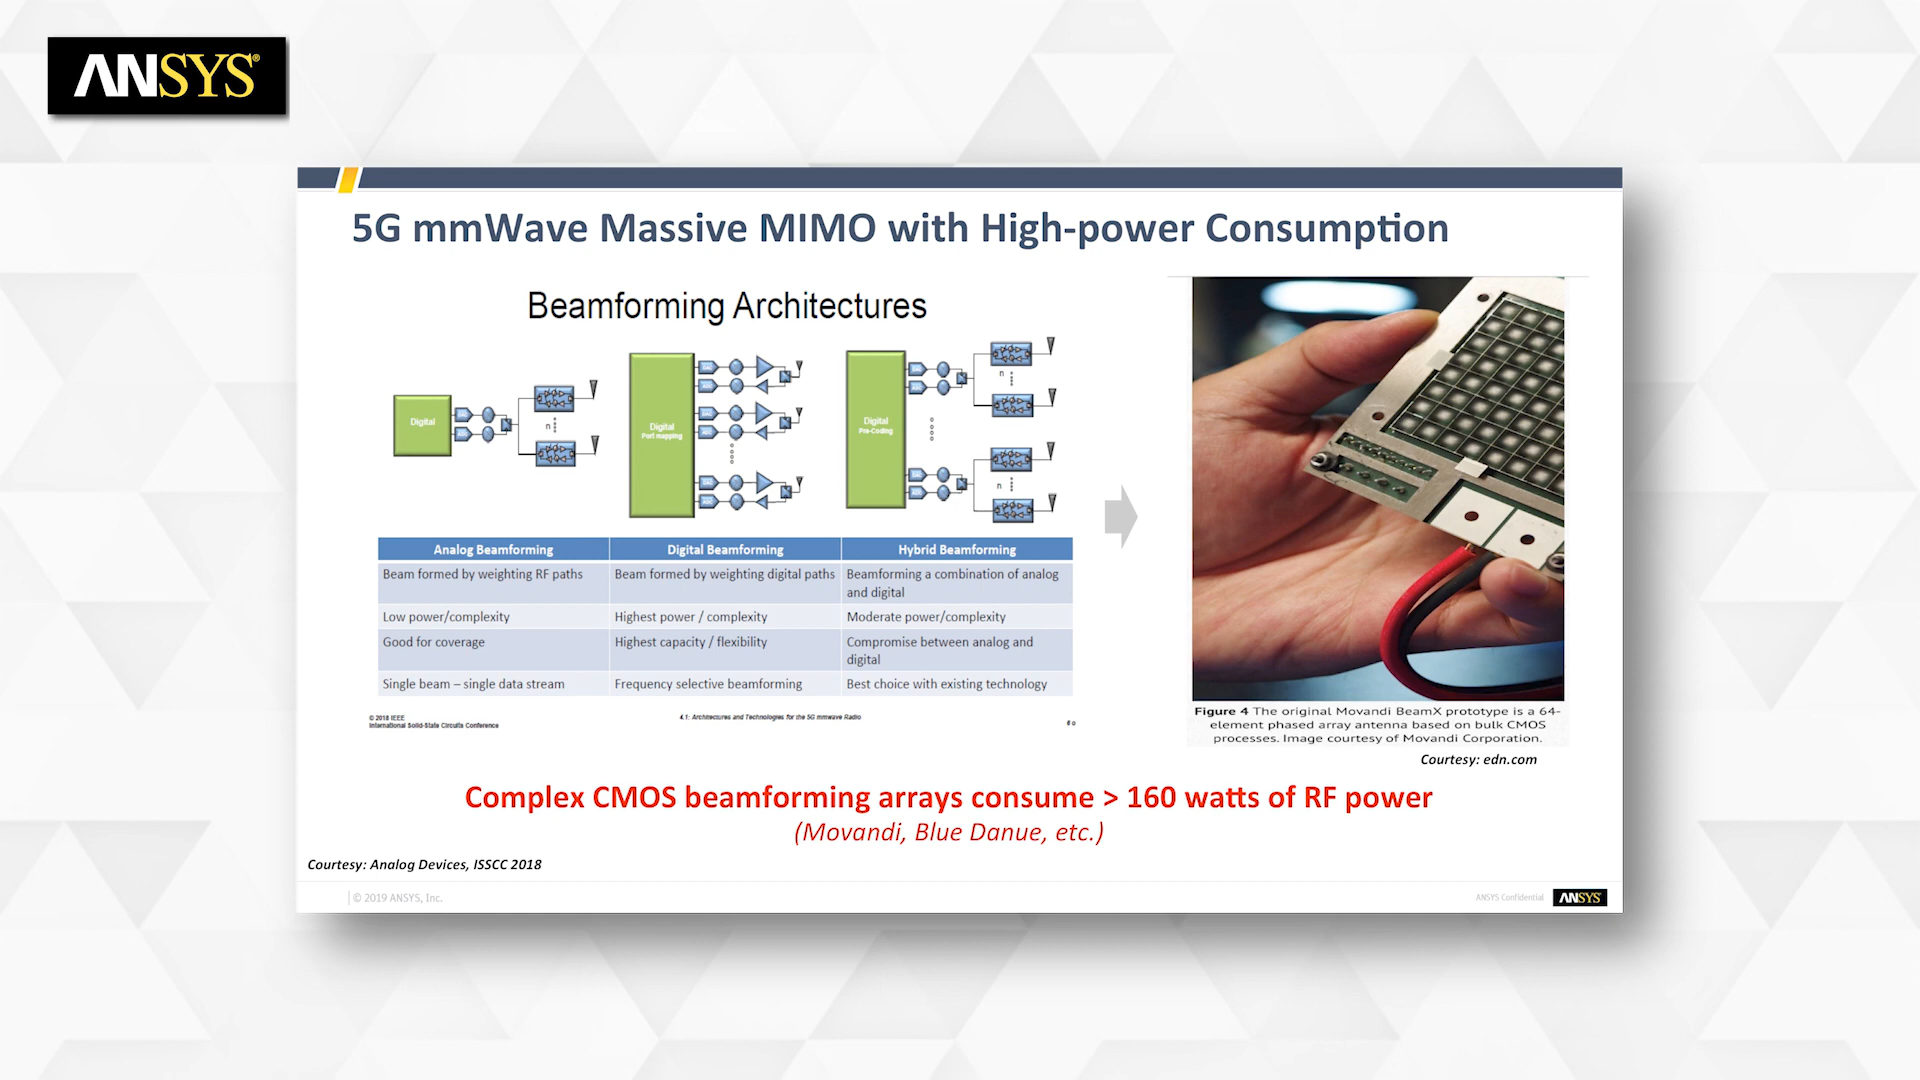 ANSYS®
5G mmWave Massive MIMO with High-power Consumption
Beamforming Architectures
Digital
n
Digital
Port mapping
Digital
Pre-Coding
n
n
Analog Beamforming
Digital Beamforming
Hybrid Beamforming
Beam formed by weighting RF paths
Beam formed by weighting digital paths
Beamforming a combination of analog
and digital
Low power/complexity
Highest power / complexity
Moderate power/complexity
Good for coverage
Highest capacity / flexibility
Compromise between analog and
digital
Single beam – single data stream
Frequency selective beamforming
Best choice with existing technology
© 2018 IEEE
International Solid-State Circuits Conference
4.1: Architectures and Technologies for the 5G mmwave Radio
Figure 4 The original Movandi BeamX prototype is a 64-
element phased array antenna based on bulk CMOS
processes. Image courtesy of Movandi Corporation.
Courtesy: edn.com
Complex CMOS beamforming arrays consume > 160 watts of RF power
(Movandi, Blue Danue, etc.)
Courtesy: Analog Devices, ISSCC 2018
© 2019 ANSYS, Inc.
ANSYS Confidential
ANSYS